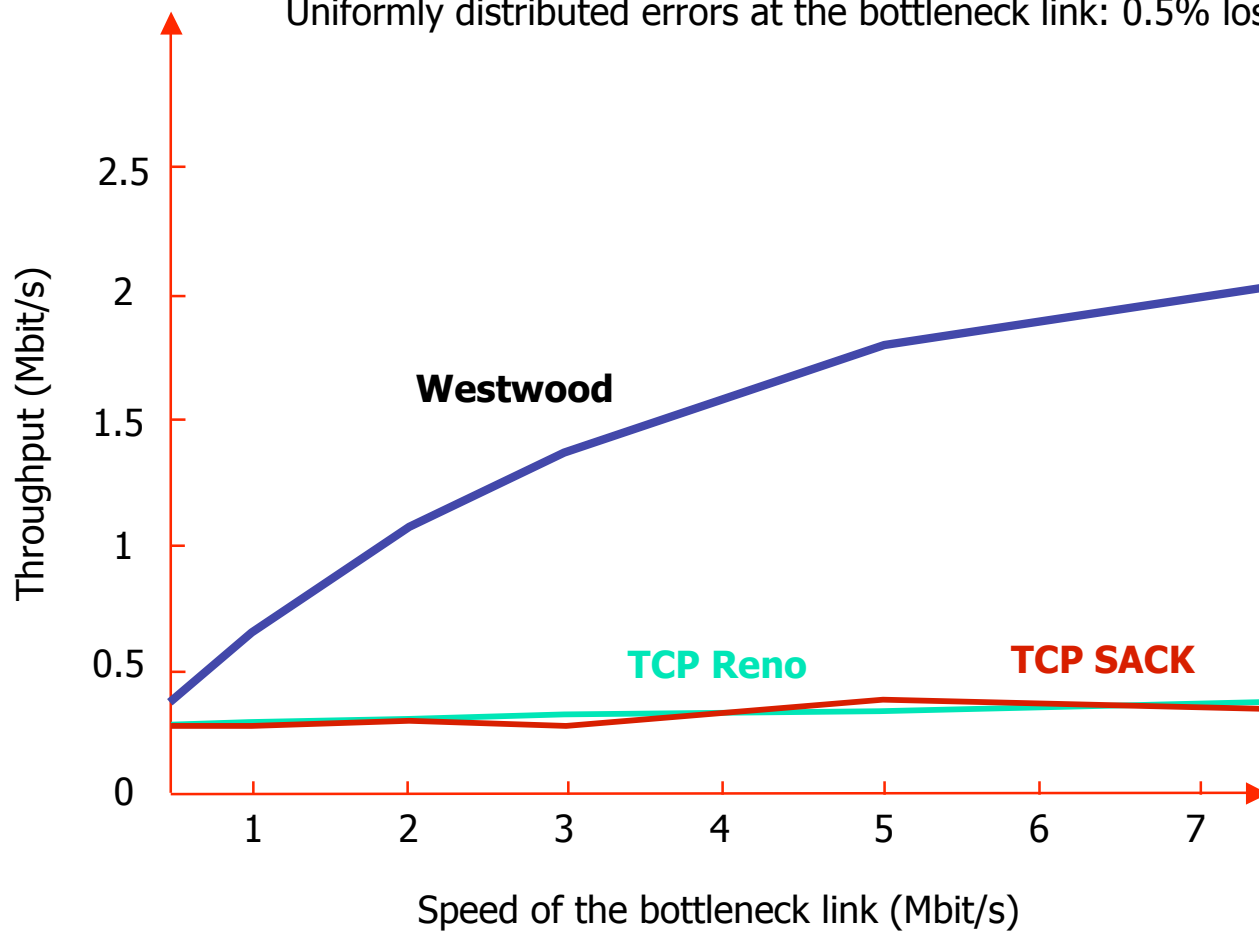 Uniformly distributed errors at the bottleneck link: 0.5%
2.5
2
Throughput (Mbit/s)
Westwood
1.5
1
0.5
TCP Reno
TCP SACK
0
1 2 3 4 5 6 7
Speed of the bottleneck link (Mbit/s)